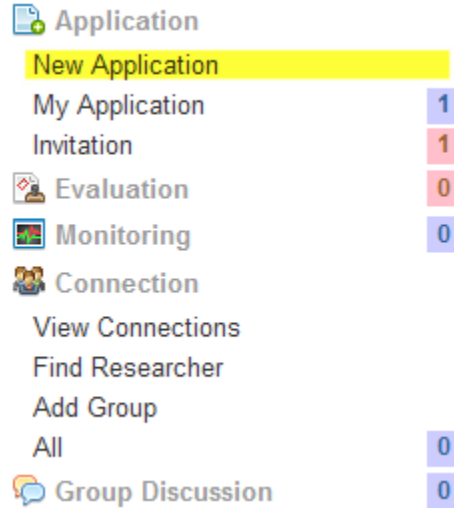 Application
New Application
My Application 1
Invitation 1
Evaluation 0
Monitoring 0
Connection
View Connections
Find Researcher
Add Group
All 0
Group Discussion 0